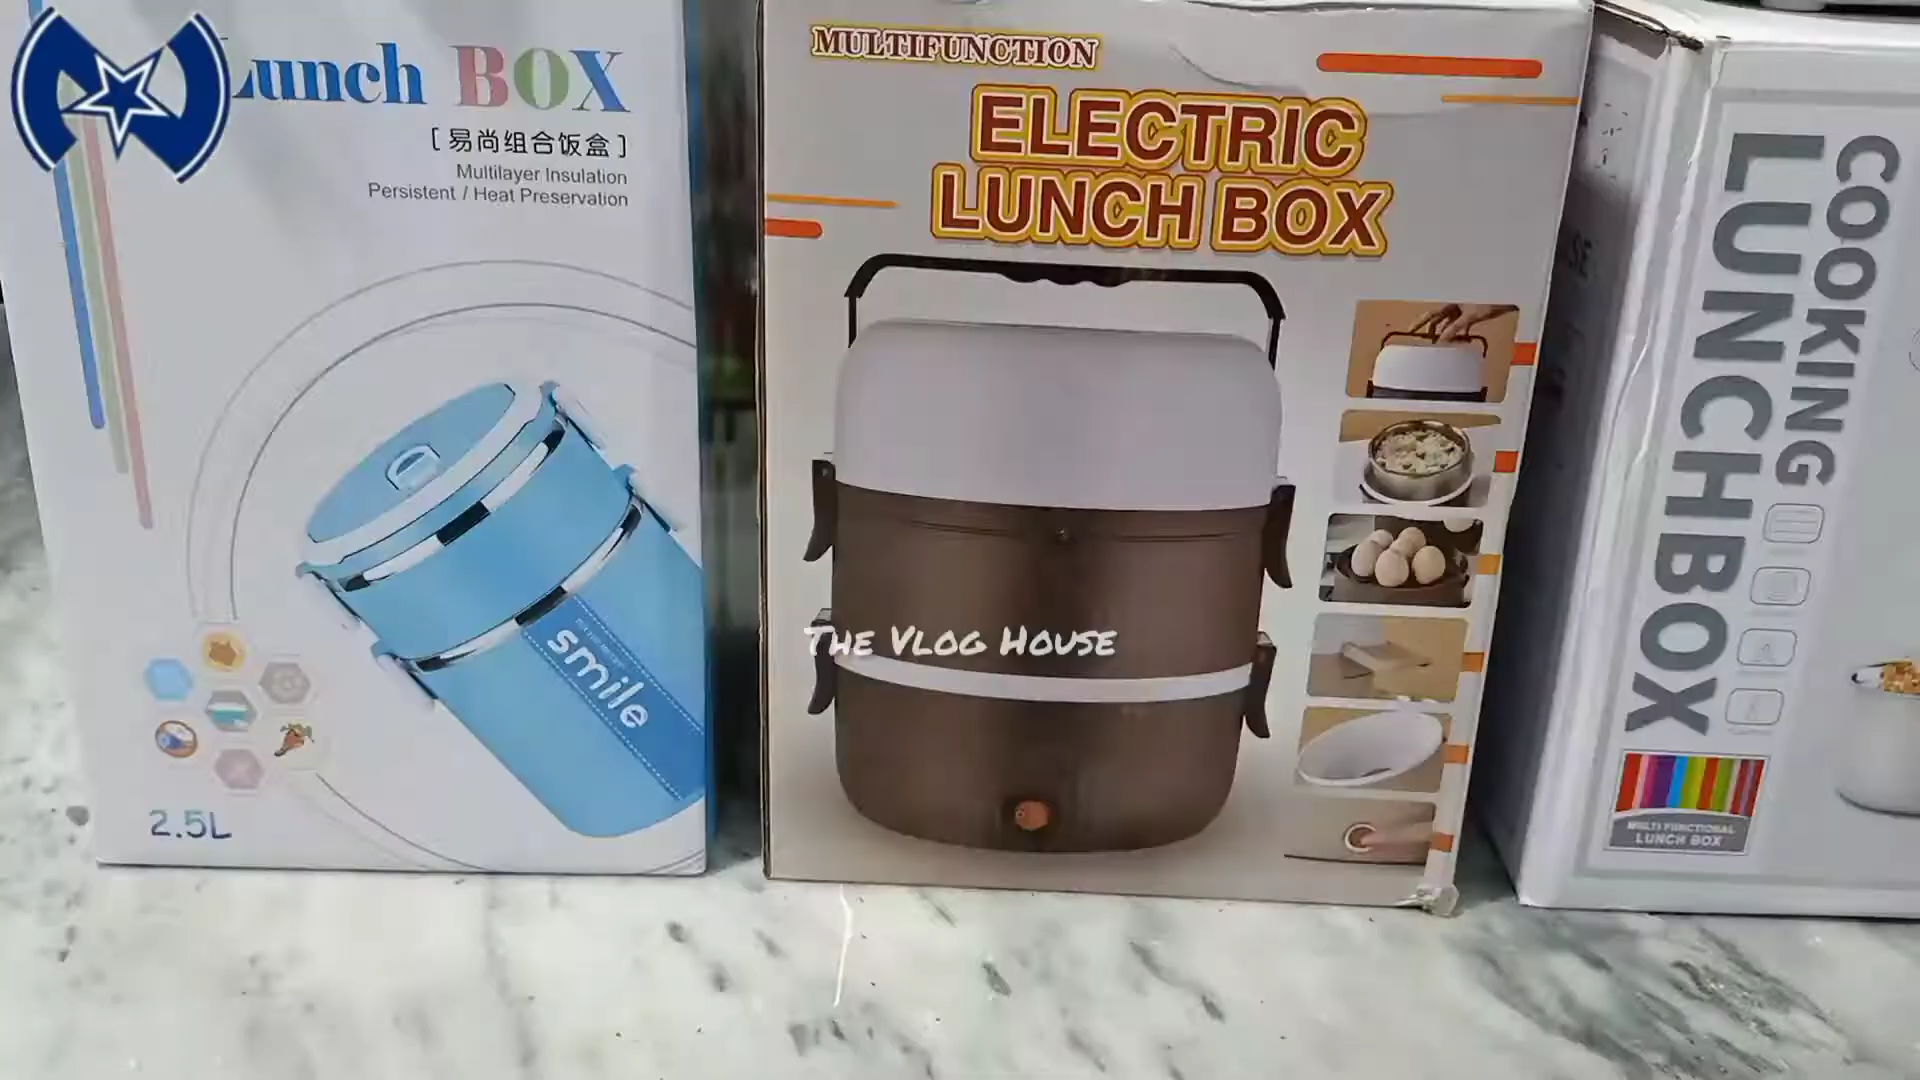 Lunch BOX
[易尚组合饭盒]
Multilayer Insulation
Persistent / Heat Preservation
smile
2.5L
MULTIFUNCTION
ELECTRIC
LUNCH BOX
THE VLOG HOUSE
COOKING
LUNCHBOX
MULTI FUNCTIONAL
LUNCH BOX